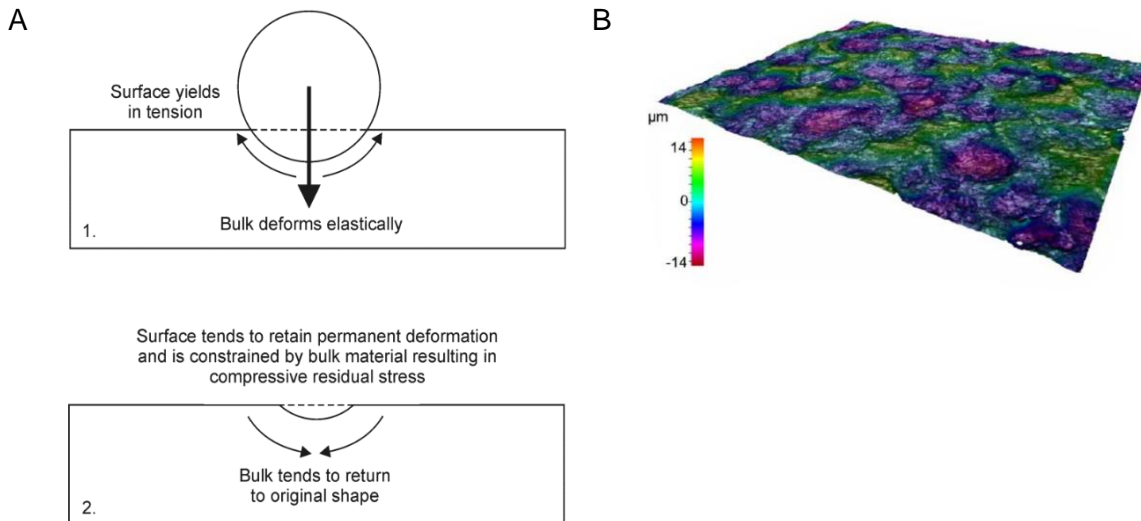 A
Surface yields
in tension
Bulk deforms elastically
1.
Surface tends to retain permanent deformation
and is constrained by bulk material resulting in
compressive residual stress
Bulk tends to return
to original shape
2.
B
µm
14
0
-14